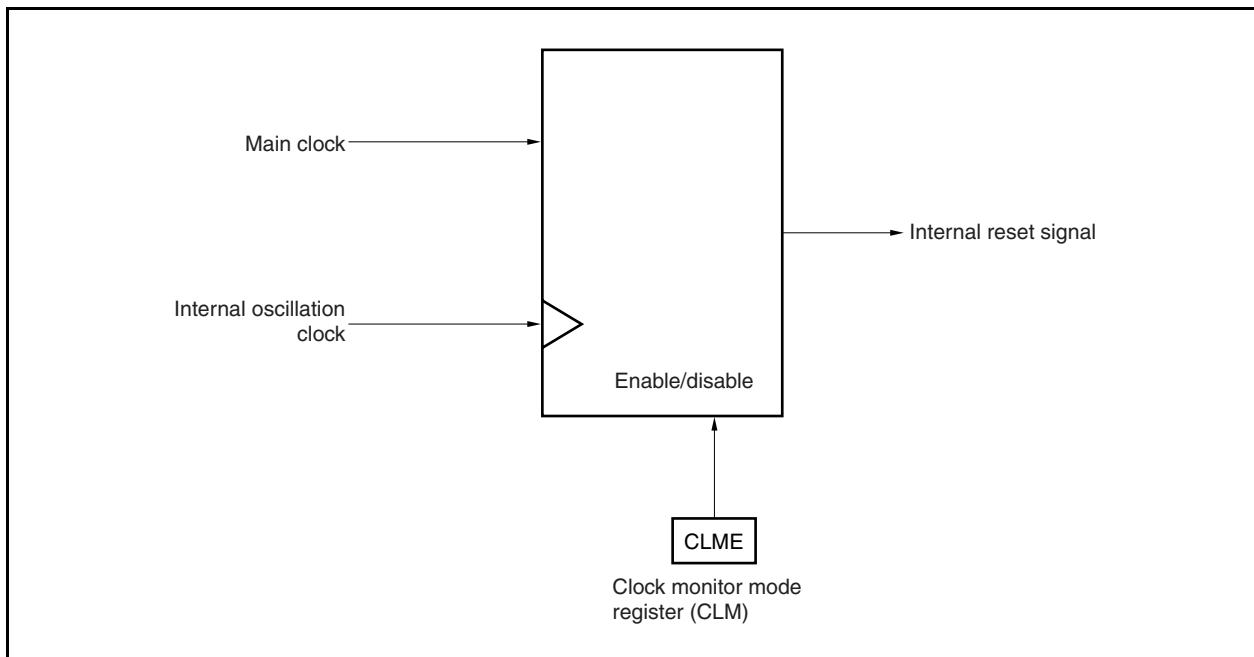 Main clock
Internal reset signal
Internal oscillation
clock
Enable/disable
CLME
Clock monitor mode
register (CLM)